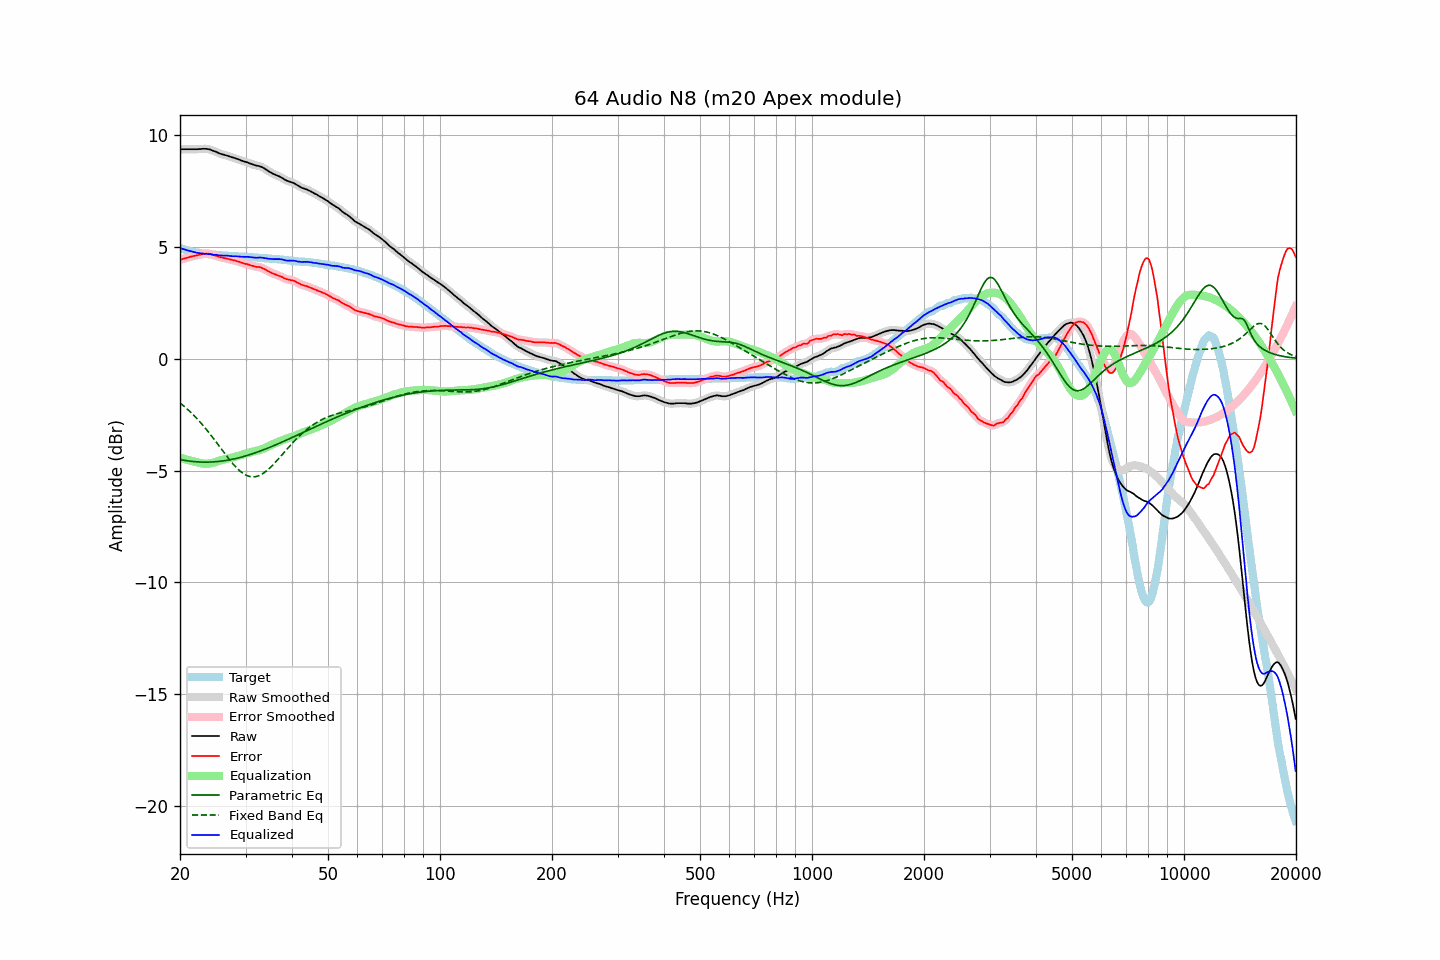 64 Audio N8 (m20 Apex module)
10
5
0
−5
−10
−15
−20
Amplitude (dBr)
Target
Raw Smoothed
Error Smoothed
Raw
Error
Equalization
Parametric Eq
Fixed Band Eq
Equalized
20 50 100 200 500 1000 2000 5000 10000 20000
Frequency (Hz)